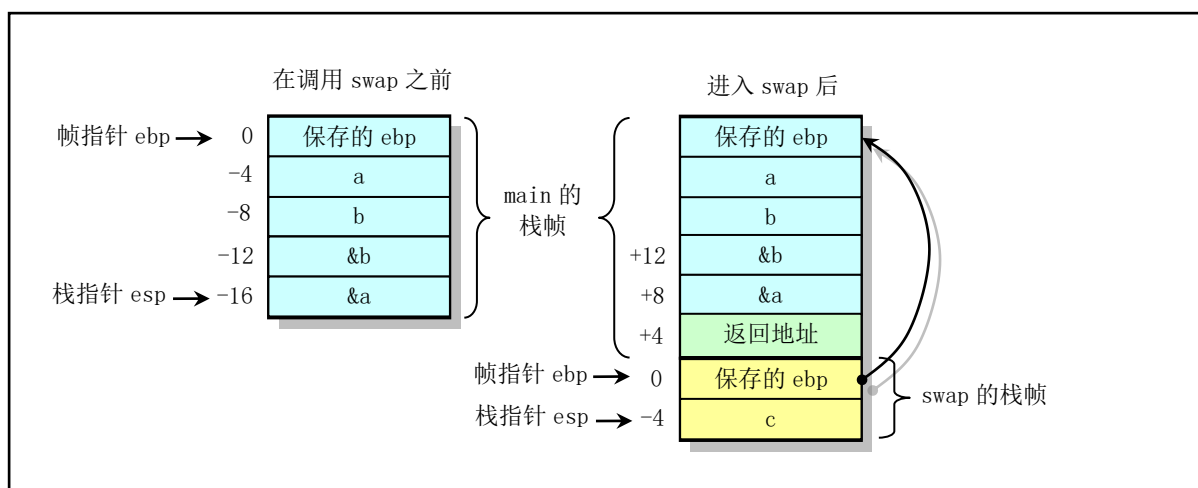 在调用 swap 之前
帧指针 ebp
0
保存的 ebp
-4
a
-8
b
-12
&b
栈指针 esp
-16
&a
main 的
栈帧
进入 swap 后
保存的 ebp
a
b
+12
&b
+8
&a
+4
返回地址
帧指针 ebp
0
保存的 ebp
栈指针 esp
-4
c
swap 的栈帧